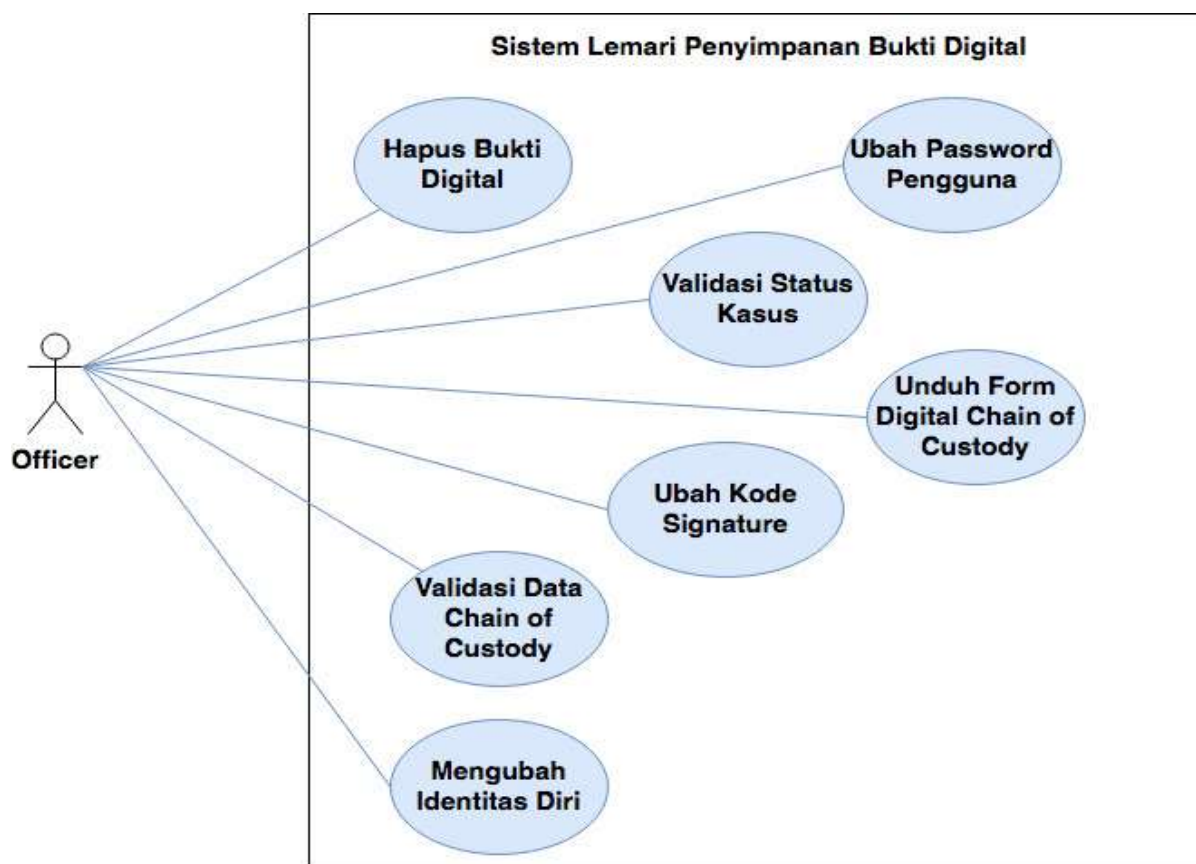 Sistem Lemari Penyimpanan Bukti Digital
Hapus Bukti
Digital
Ubah Password
Pengguna
Validasi Status
Kasus
Unduh Form
Digital Chain of
Custody
Officer
Ubah Kode
Signature
Validasi Data
Chain of
Custody
Mengubah
Identitas Diri